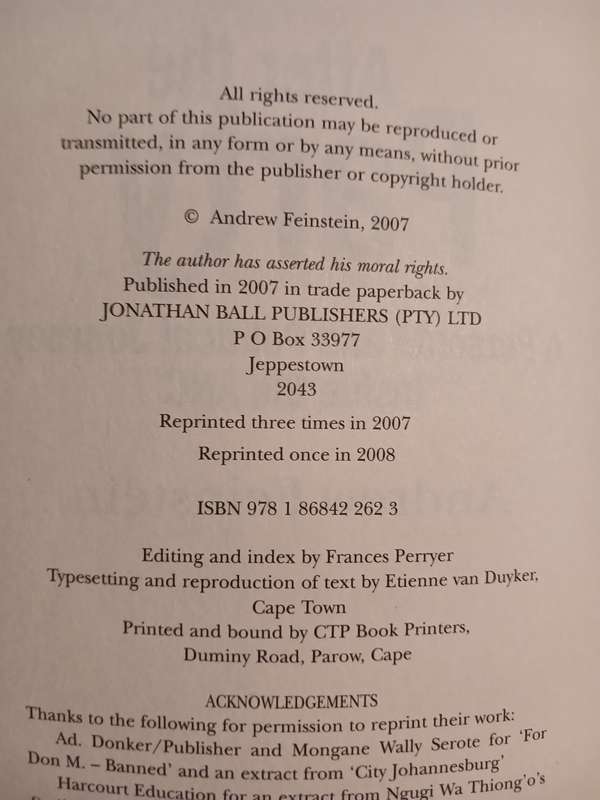 All rights reserved.
No part of this publication may be reproduced or
transmitted, in any form or by any means, without prior
permission from the publisher or copyright holder.
© Andrew Feinstein, 2007
The author has asserted his moral rights.
Published in 2007 in trade paperback by
JONATHAN BALL PUBLISHERS (PTY) LTD
P O Box 33977
Jeppestown
2043
Reprinted three times in 2007
Reprinted once in 2008
ISBN 978 1 86842 262 3
Editing and index by Frances Perryer
Typesetting and reproduction of text by Etienne van Duyker,
Cape Town
Printed and bound by CTP Book Printers,
Duminy Road, Parow, Cape
ACKNOWLEDGEMENTS
Thanks to the following for permission to reprint their work:
Ad. Donker/Publisher and Mongane Wally Serote for ‘For
Don M. – Banned’ and an extract from ‘City Johannesburg’
Harcourt Education for an extract from Ngugi Wa Thiong’o’s